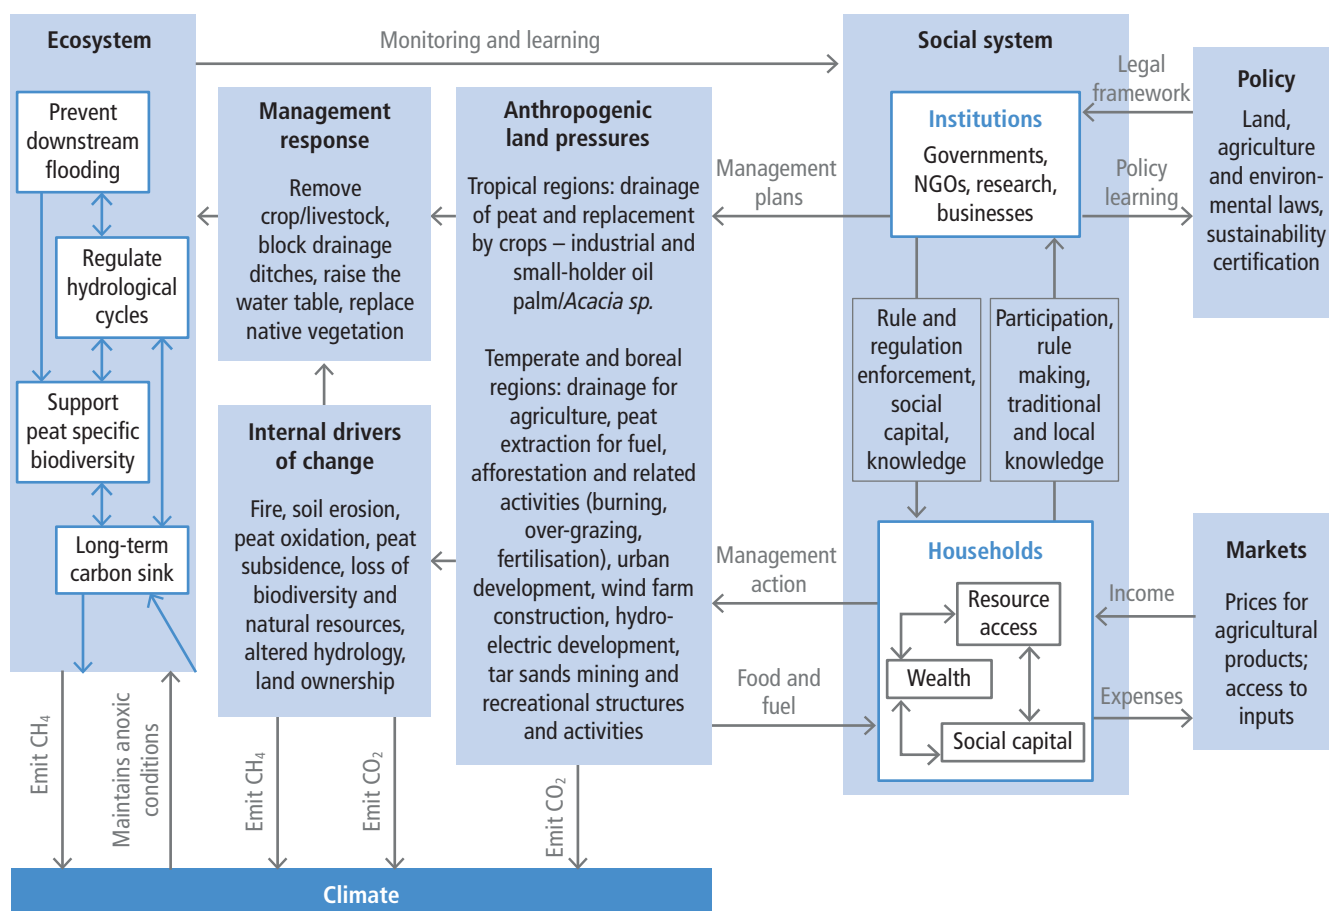 Ecosystem
Monitoring and learning
Social system
Prevent
downstream
flooding
Regulate
hydrological
cycles
Support
peat specific
biodiversity
Long-term
carbon sink
Management
response
Remove
crop/livestock,
block drainage
ditches, raise the
water table, replace
native vegetation
Internal drivers
of change
Fire, soil erosion,
peat oxidation, peat
subsidence, loss of
biodiversity and
natural resources,
altered hydrology,
land ownership
Anthropogenic
land pressures
Tropical regions: drainage
of peat and replacement
by crops – industrial and
small-holder oil
palm/Acacia sp.
Temperate and boreal
regions: drainage for
agriculture, peat
extraction for fuel,
afforestation and related
activities (burning,
over-grazing,
fertilisation), urban
development, wind farm
construction, hydro-
electric development,
tar sands mining and
recreational structures
and activities
Management
plans
Management
action
Food and
fuel
Institutions
Governments,
NGOs, research,
businesses
Rule and
regulation
enforcement,
social
capital,
knowledge
Participation,
rule
making,
traditional
and local
knowledge
Households
Resource
access
Wealth
Social capital
Legal
framework
Policy
learning
Income
Expenses
Policy
Land,
agriculture
and environ-
mental laws,
sustainability
certification
Markets
Prices for
agricultural
products;
access to
inputs
Emit CH₄
Maintains anoxic
conditions
Emit CH₄
Emit CO₂
Emit CO₂
Climate